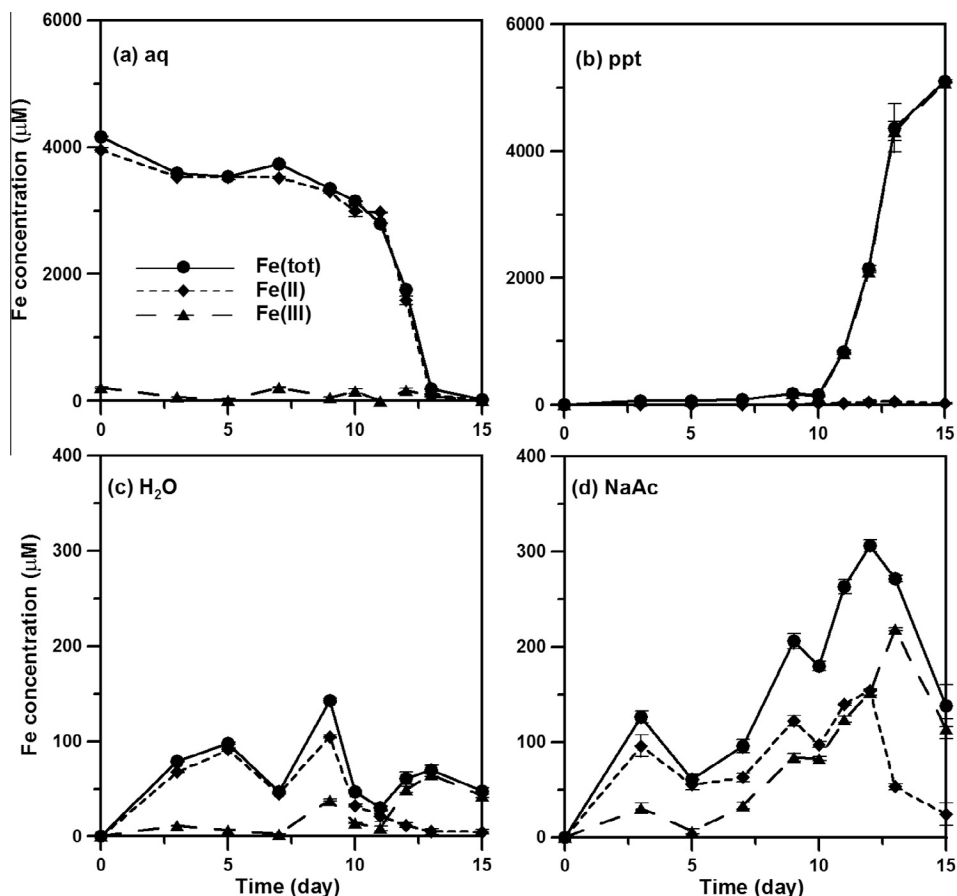 (a) aq
6000
4000
2000
0
Fe concentration (μM)
Fe(tot)
Fe(II)
Fe(III)
0 5 10 15
(b) ppt
6000
4000
2000
0
0 5 10 15
(c) H₂O
400
300
200
100
0
Fe concentration (μM)
0 5 10 15
Time (day)
(d) NaAc
400
300
200
100
0
0 5 10 15
Time (day)